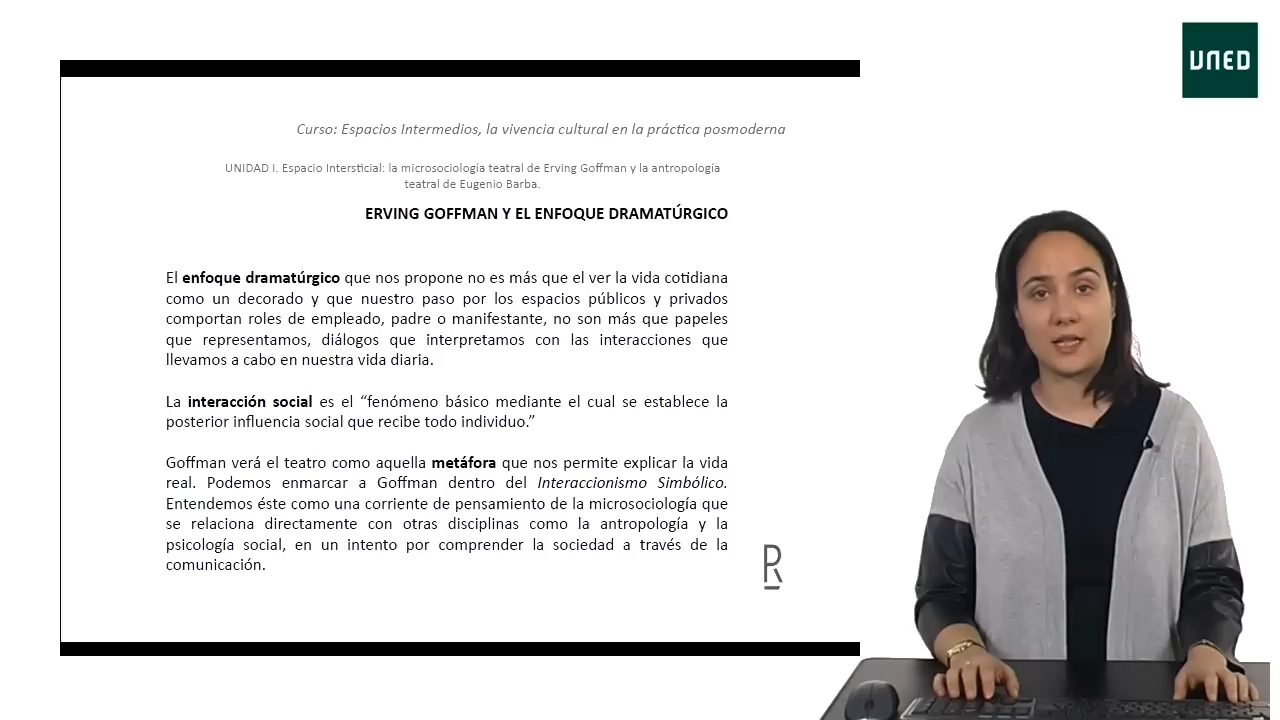 UNED
Curso: Espacios Intermedios, la vivencia cultural en la práctica posmoderna
UNIDAD I. Espacio Intersticial: la microsociología teatral de Erving Goffman y la antropología
teatral de Eugenio Barba.
ERVING GOFFMAN Y EL ENFOQUE DRAMATÚRGICO
El enfoque dramatúrgico que nos propone no es más que el ver la vida cotidiana
como un decorado y que nuestro paso por los espacios públicos y privados
comportan roles de empleado, padre o manifestante, no son más que papeles
que representamos, diálogos que interpretamos con las interacciones que
llevamos a cabo en nuestra vida diaria.
La interacción social es el “fenómeno básico mediante el cual se establece la
posterior influencia social que recibe todo individuo.”
Goffman verá el teatro como aquella metáfora que nos permite explicar la vida
real. Podemos enmarcar a Goffman dentro del Interaccionismo Simbólico.
Entendemos éste como una corriente de pensamiento de la microsociología que
se relaciona directamente con otras disciplinas como la antropología y la
psicología social, en un intento por comprender la sociedad a través de la
comunicación.
R